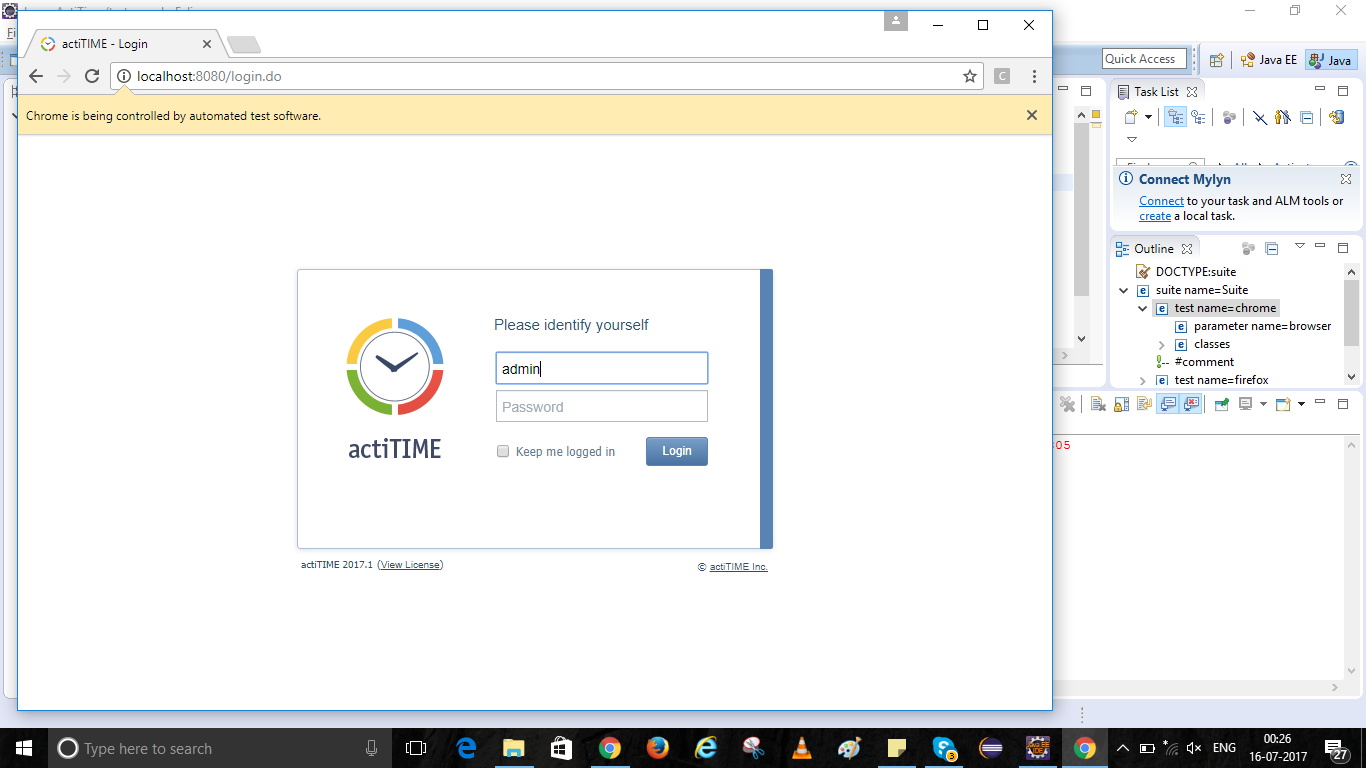 actiTIME - Login
localhost:8080/login.do
Chrome is being controlled by automated test software.
Please identify yourself
admin
Password
Keep me logged in
Login
actiTIME
actiTIME 2017.1 (View License)
© actiTIME Inc.
Quick Access
Java EE
Java
Task List
Connect Mylyn
Connect to your task and ALM tools or
create a local task.
Outline
DOCTYPE:suite
suite name=Suite
test name=chrome
parameter name=browser
classes
#comment
test name=firefox
05
Type here to search
3
ENG
00:26
16-07-2017
27